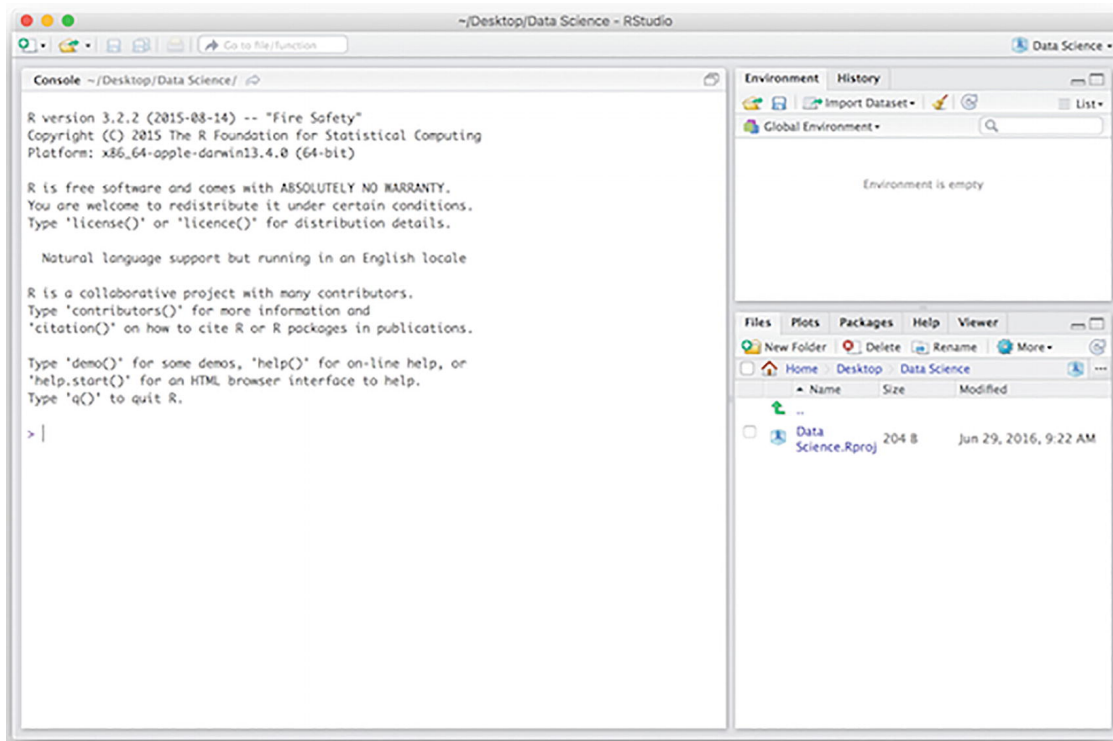 ~/Desktop/Data Science - RStudio
Go to file/function
Data Science
Console ~/Desktop/Data Science/
R version 3.2.2 (2015-08-14) -- "Fire Safety"
Copyright (C) 2015 The R Foundation for Statistical Computing
Platform: x86_64-apple-darwin13.4.0 (64-bit)
R is free software and comes with ABSOLUTELY NO WARRANTY.
You are welcome to redistribute it under certain conditions.
Type 'license()' or 'licence()' for distribution details.
Natural language support but running in an English locale
R is a collaborative project with many contributors.
Type 'contributors()' for more information and
'citation()' on how to cite R or R packages in publications.
Type 'demo()' for some demos, 'help()' for on-line help, or
'help.start()' for an HTML browser interface to help.
Type 'q()' to quit R.
>
Environment History
Import Dataset List
Global Environment
Environment is empty
Files Plots Packages Help Viewer
New Folder Delete Rename More
Home Desktop Data Science ...
Name Size Modified
..
Data Science.Rproj 204 B Jun 29, 2016, 9:22 AM